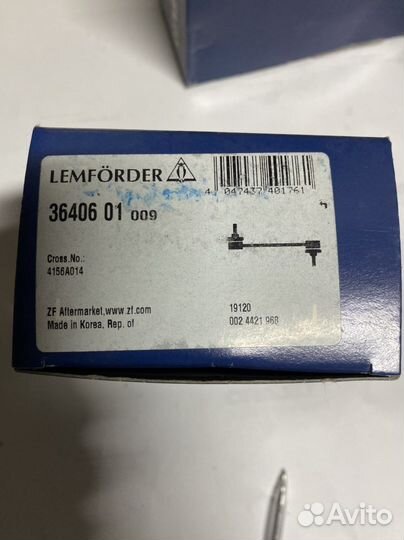 LEMFÖRDER
4 047437 401761
36406 01 009
Cross.No.:
4156A014
ZF Aftermarket,www.zf.com
Made in Korea, Rep. of
19120
002 4421 968
Avito